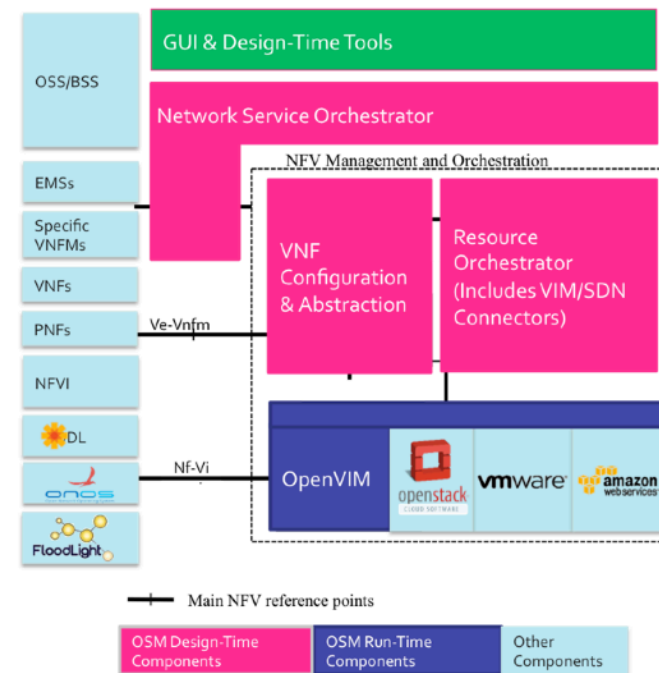 GUI & Design-Time Tools
OSS/BSS
Network Service Orchestrator
NFV Management and Orchestration
EMSs
Specific
VNFMs
VNFs
PNFs
NFVI
DL
onos
FloodLight
Ve-Vnfm
Nf-Vi
VNF
Configuration
& Abstraction
Resource
Orchestrator
(Includes VIM/SDN
Connectors)
OpenVIM
openstack
CLOUD SOFTWARE
vmware®
amazon
web services
Main NFV reference points
OSM Design-Time
Components
OSM Run-Time
Components
Other
Components